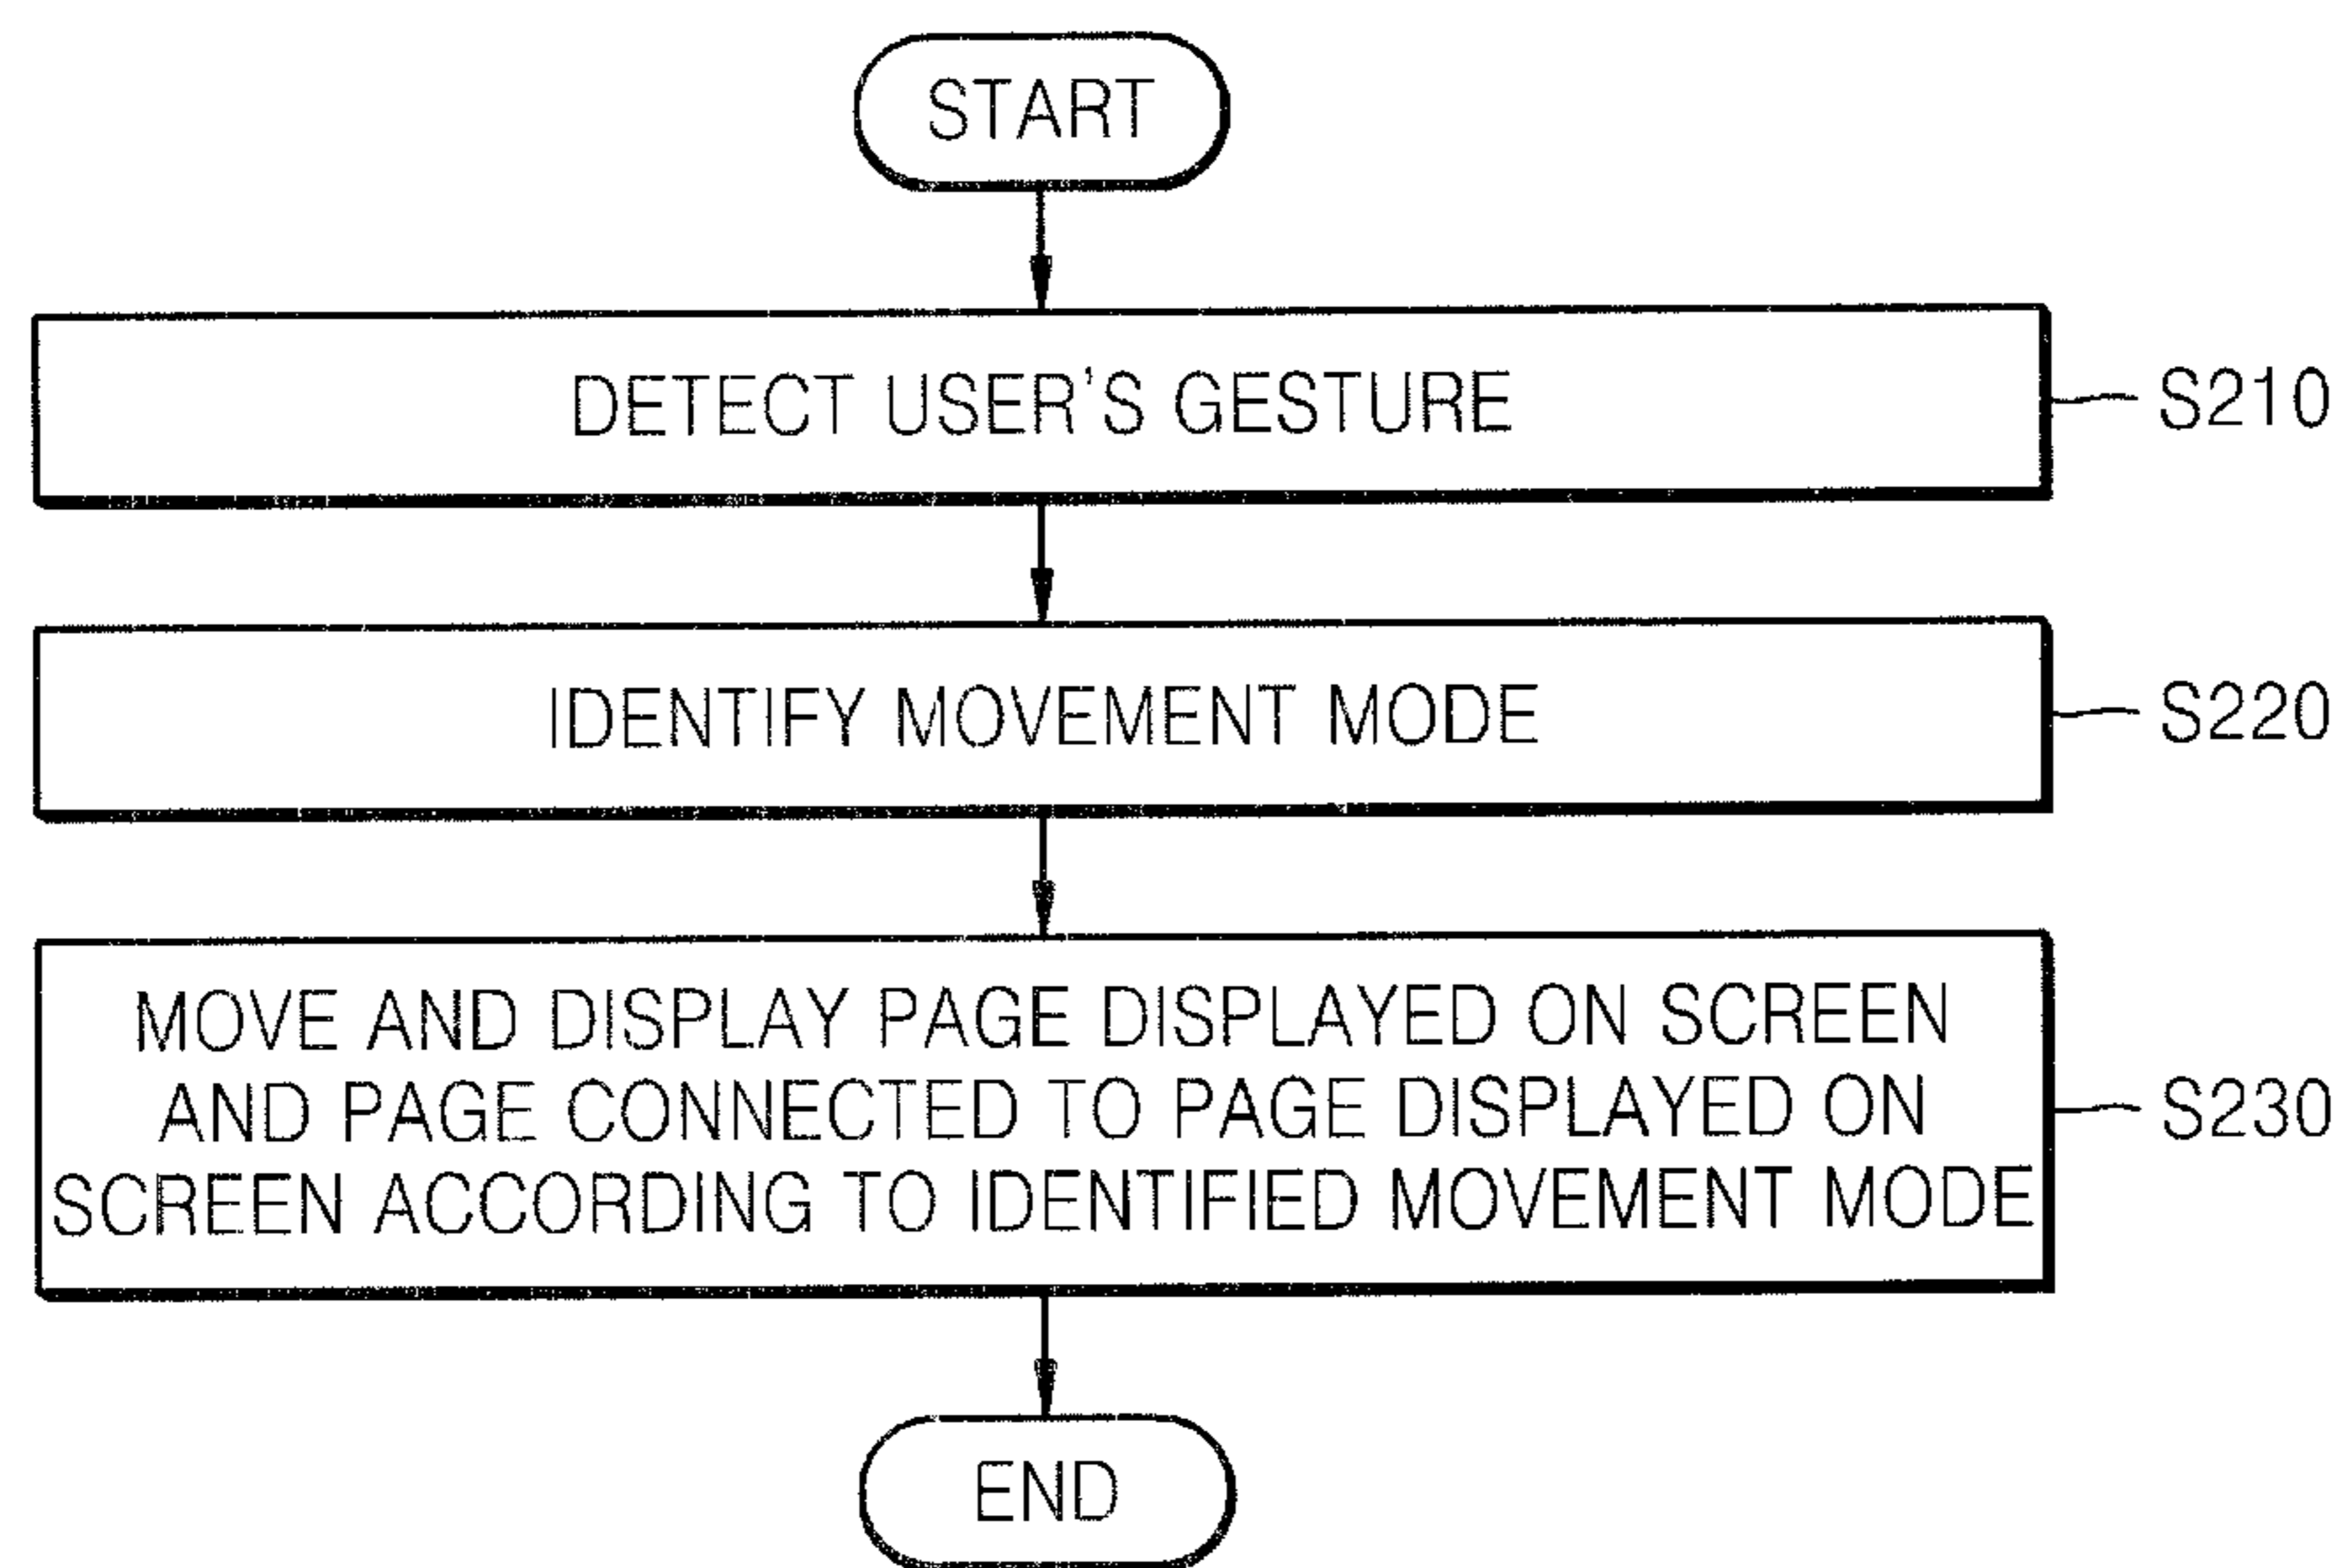 START
DETECT USER'S GESTURE
S210
IDENTIFY MOVEMENT MODE
S220
MOVE AND DISPLAY PAGE DISPLAYED ON SCREEN
AND PAGE CONNECTED TO PAGE DISPLAYED ON
SCREEN ACCORDING TO IDENTIFIED MOVEMENT MODE
S230
END